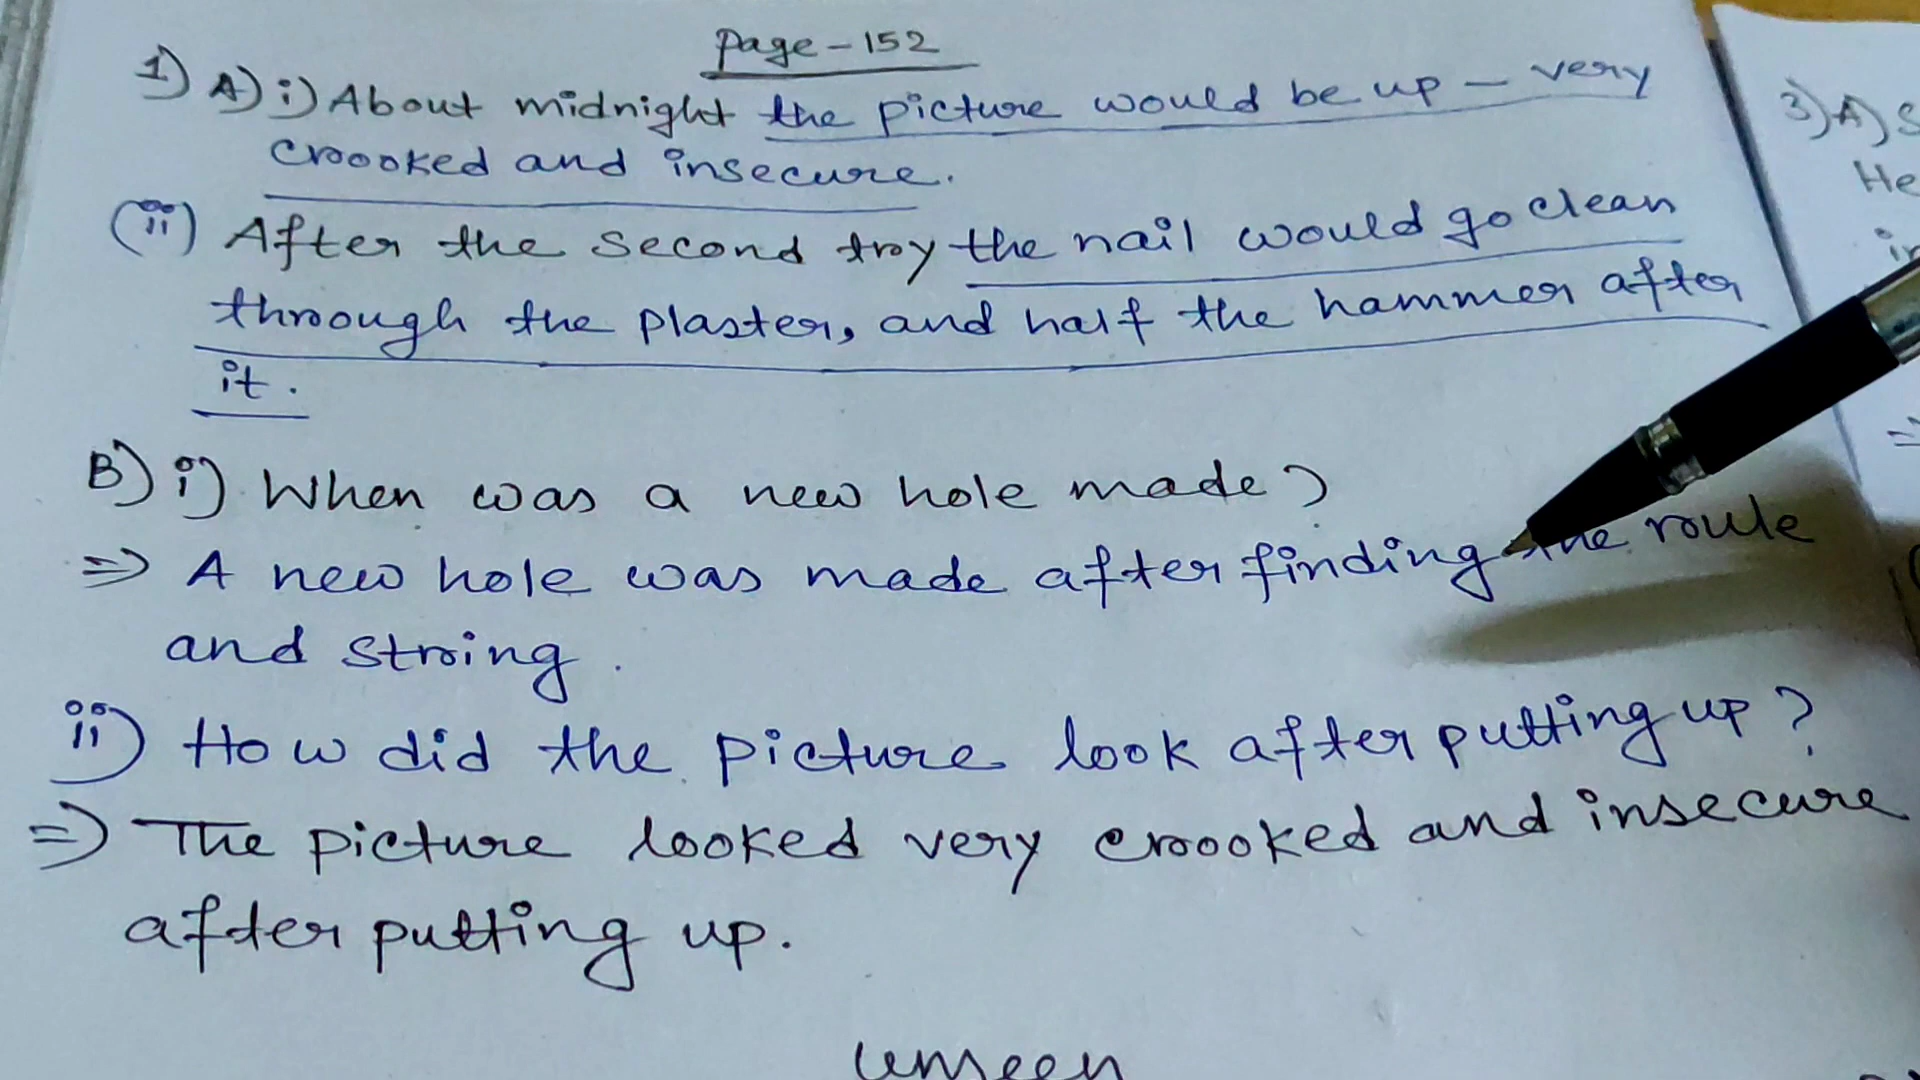 Page-152
1) A) i) About midnight the picture would be up - very
crooked and insecure.
(ii) After the second try the nail would go clean
through the plaster, and half the hammer after
it.
B) i) When was a new hole made?
⇒ A new hole was made after finding the roule
and string.
ii) How did the picture look after putting up?
⇒ The picture looked very crooked and insecure
after putting up.
unseen
3) A) S
He
in
⇒